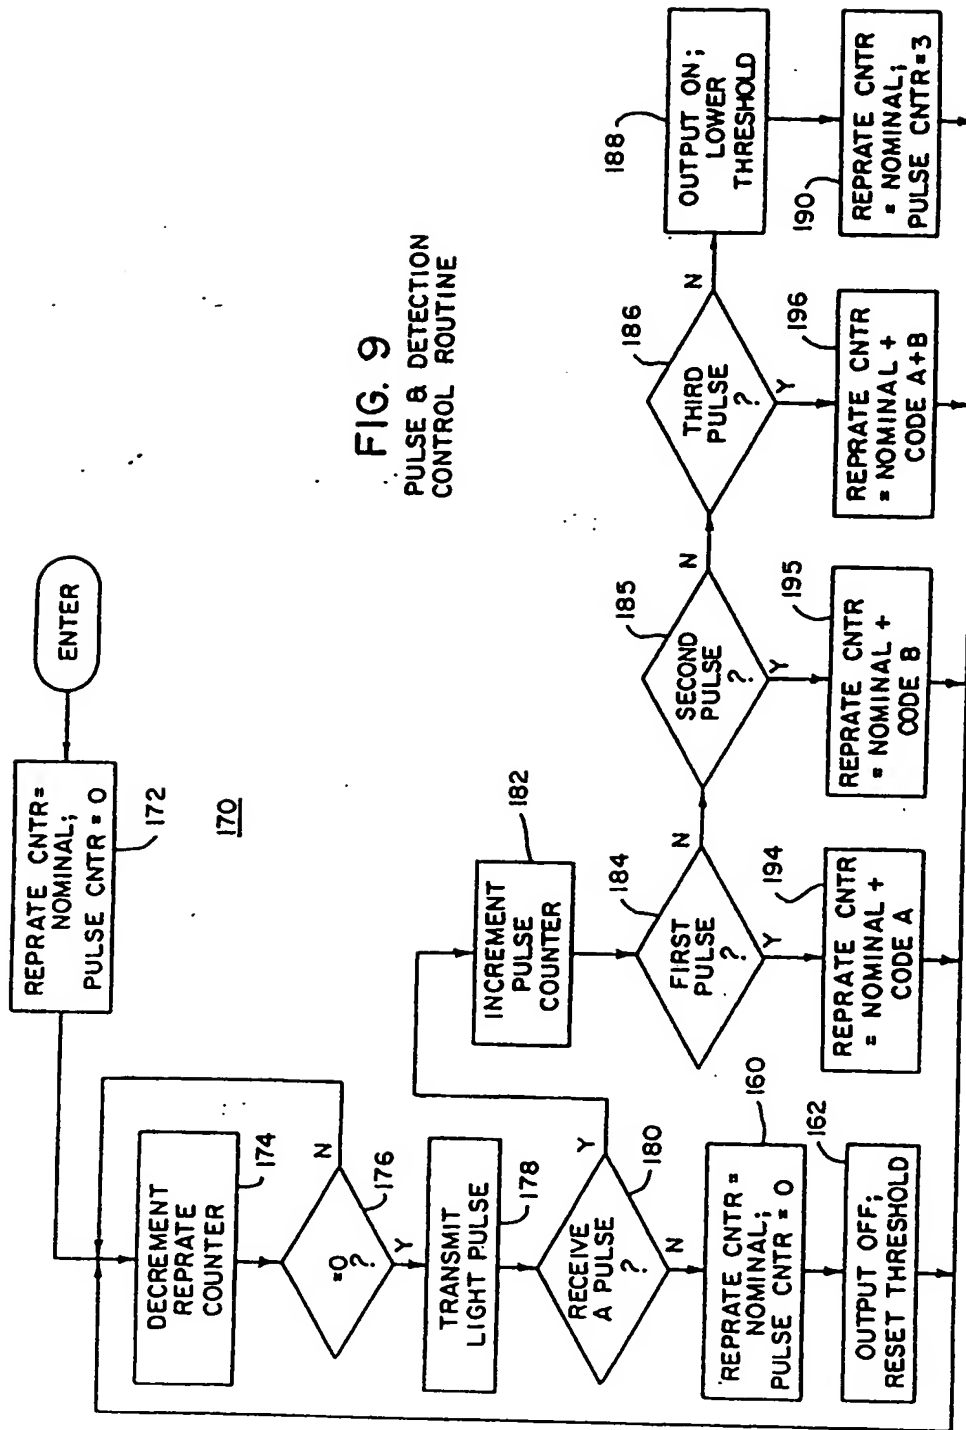 FIG. 9
PULSE & DETECTION
CONTROL ROUTINE
ENTER
REPRATE CNTR=
NOMINAL;
PULSE CNTR = 0
172
170
DECREMENT
REPRATE
COUNTER
174
=0
?
176
N
Y
TRANSMIT
LIGHT PULSE
178
RECEIVE
A PULSE
?
180
Y
N
REPRATE CNTR=
NOMINAL;
PULSE CNTR = 0
160
OUTPUT OFF;
RESET THRESHOLD
162
INCREMENT
PULSE
COUNTER
182
FIRST
PULSE
?
184
N
Y
REPRATE CNTR
= NOMINAL +
CODE A
194
SECOND
PULSE
?
185
N
Y
REPRATE CNTR
= NOMINAL +
CODE B
195
THIRD
PULSE
?
186
N
Y
REPRATE CNTR
= NOMINAL +
CODE A+B
196
OUTPUT ON;
LOWER
THRESHOLD
188
REPRATE CNTR
= NOMINAL;
PULSE CNTR=3
190